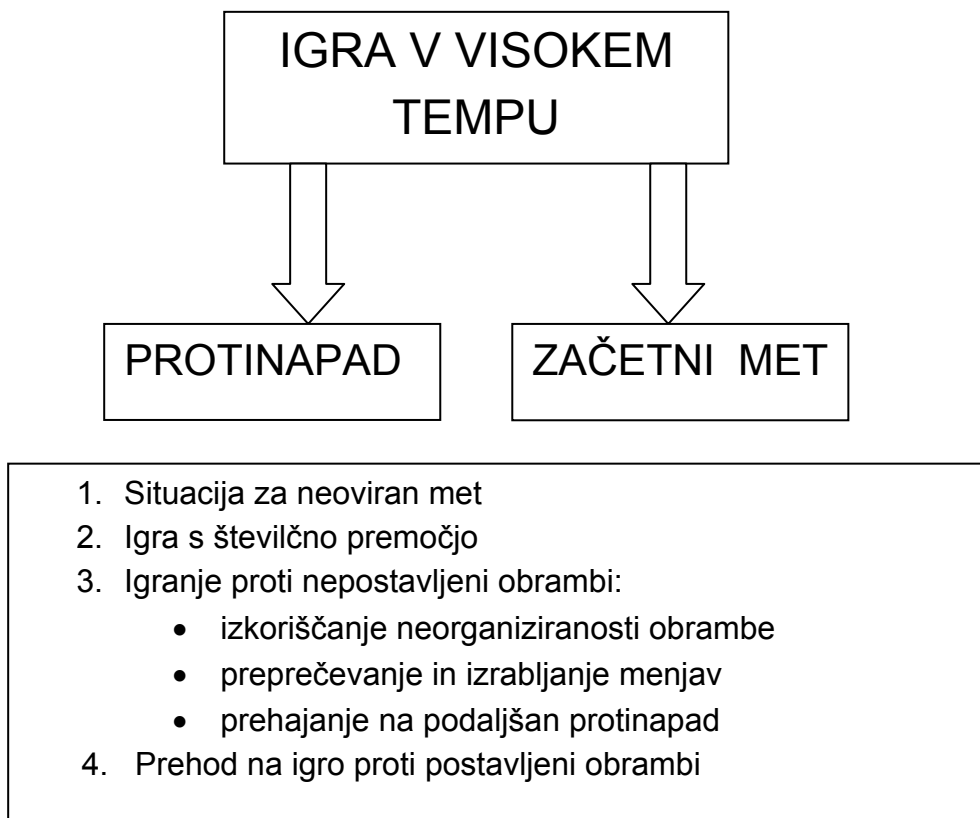 IGRA V VISOKEM
TEMPU
PROTINAPAD
ZAČETNI MET
1. Situacija za neoviran met
2. Igra s številčno premočjo
3. Igranje proti nepostavljeni obrambi:
• izkoriščanje neorganiziranosti obrambe
• preprečevanje in izrabljanje menjav
• prehajanje na podaljšan protinapad
4. Prehod na igro proti postavljeni obrambi